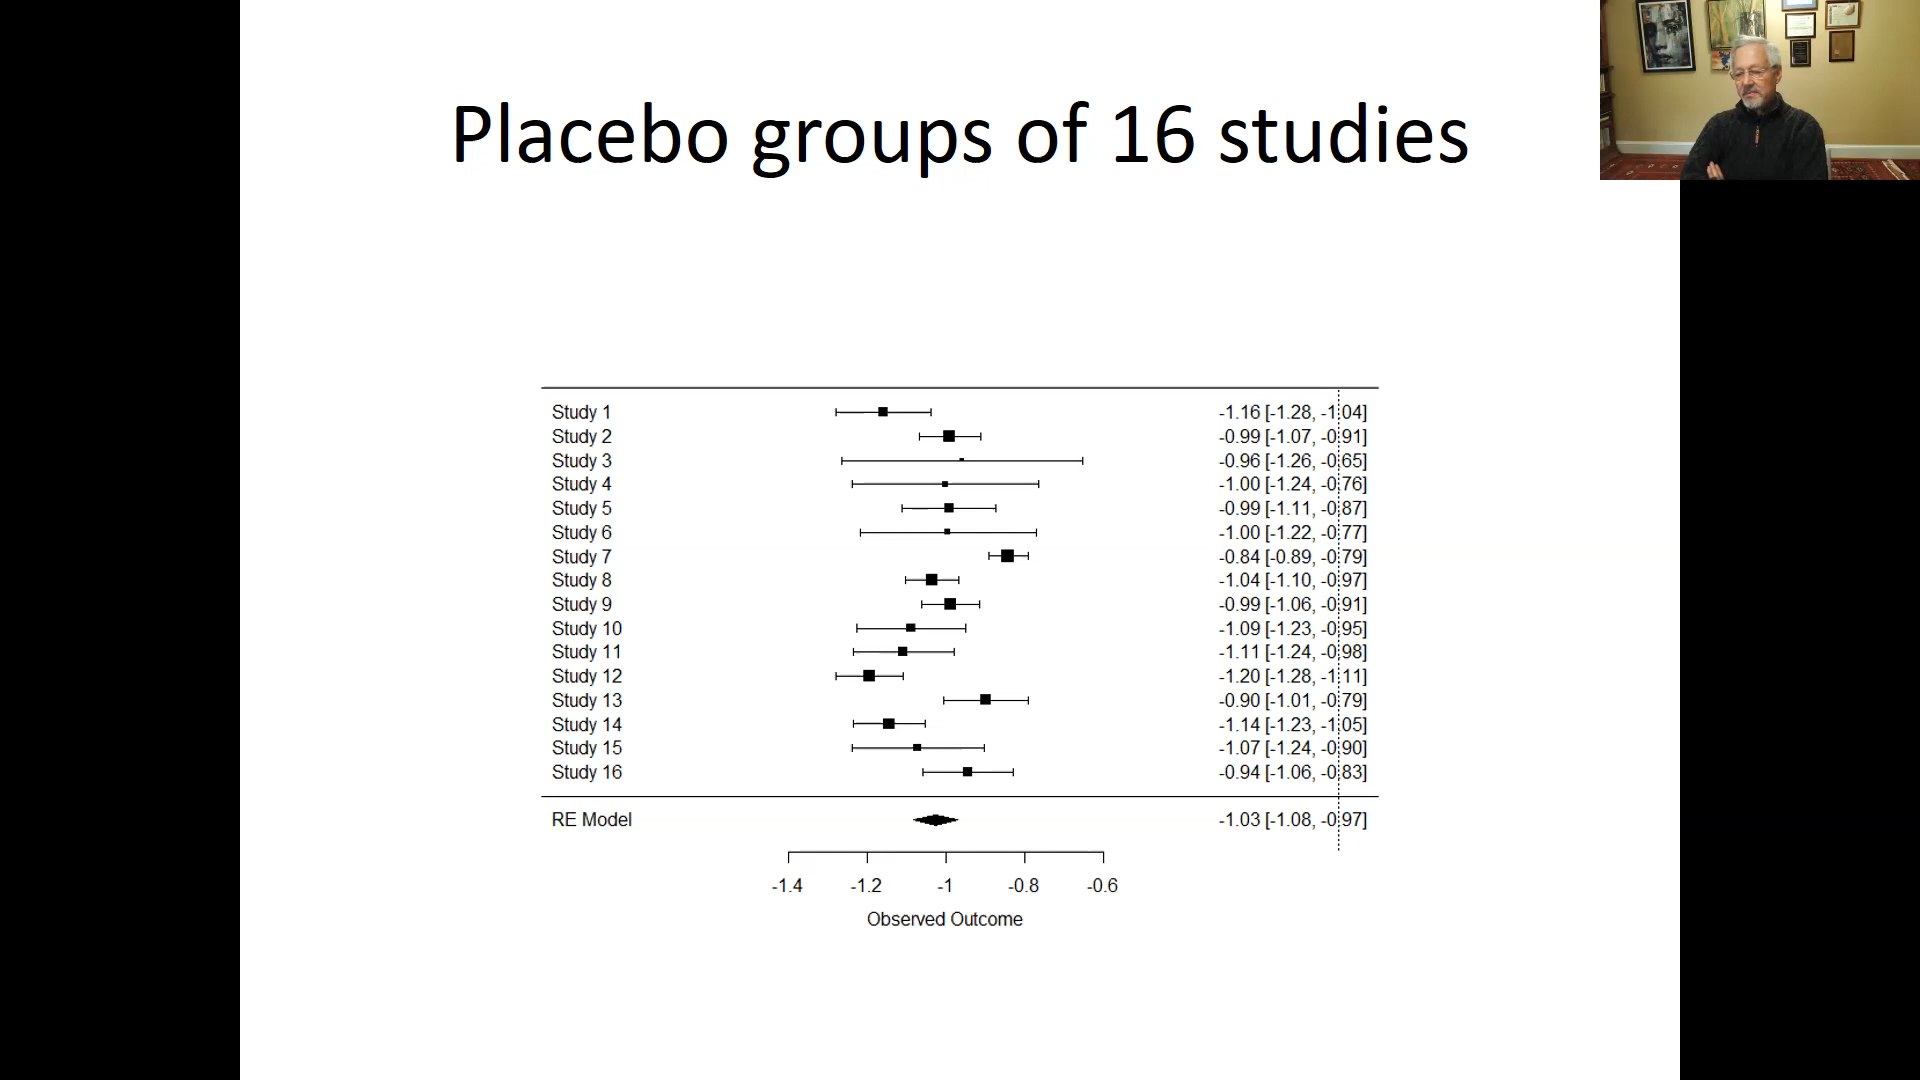 Placebo groups of 16 studies
Study 1 -1.16 [-1.28, -1.04]
Study 2 -0.99 [-1.07, -0.91]
Study 3 -0.96 [-1.26, -0.65]
Study 4 -1.00 [-1.24, -0.76]
Study 5 -0.99 [-1.11, -0.87]
Study 6 -1.00 [-1.22, -0.77]
Study 7 -0.84 [-0.89, -0.79]
Study 8 -1.04 [-1.10, -0.97]
Study 9 -0.99 [-1.06, -0.91]
Study 10 -1.09 [-1.23, -0.95]
Study 11 -1.11 [-1.24, -0.98]
Study 12 -1.20 [-1.28, -1.11]
Study 13 -0.90 [-1.01, -0.79]
Study 14 -1.14 [-1.23, -1.05]
Study 15 -1.07 [-1.24, -0.90]
Study 16 -0.94 [-1.06, -0.83]
RE Model -1.03 [-1.08, -0.97]
-1.4 -1.2 -1 -0.8 -0.6
Observed Outcome